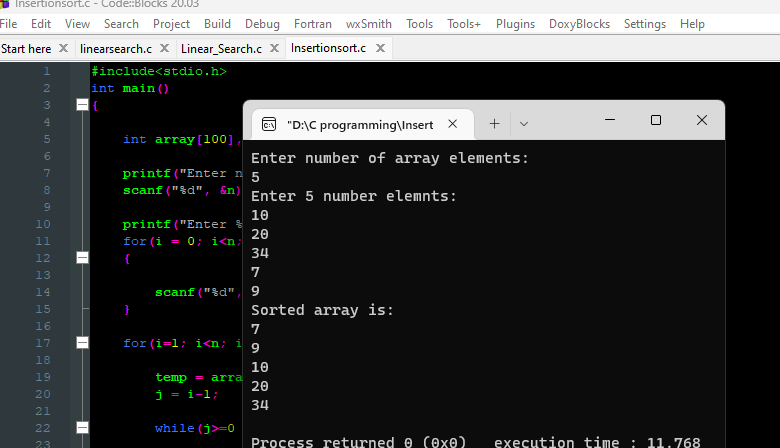 Insertionsort.c - Code::Blocks 20.03
File Edit View Search Project Build Debug Fortran wxSmith Tools Tools+ Plugins DoxyBlocks Settings Help
Start here X linearsearch.c X Linear_Search.c X Insertionsort.c X
1 #include<stdio.h>
2 int main()
3 {
4
5 int array[100],
6
7 printf("Enter n
8 scanf("%d", &n)
9
10 printf("Enter %
11 for(i = 0; i<n;
12 {
13
14 scanf("%d",
15 }
16
17 for(i=1; i<n; i
18
19 temp = arra
20 j = i-1;
21
22 while(j>=0
23
"D:\C programming\Insert
Enter number of array elements:
5
Enter 5 number elemnts:
10
20
34
7
9
Sorted array is:
7
9
10
20
34
Process returned 0 (0x0) execution time : 11.768